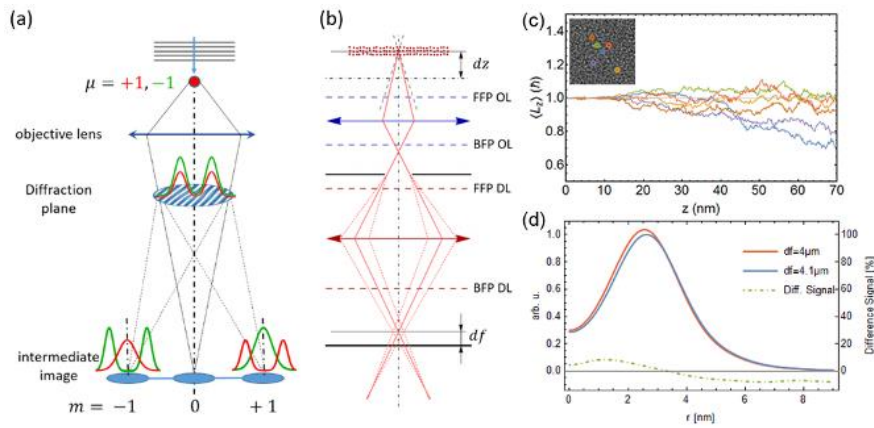 (a)
μ = +1, -1
objective lens
Diffraction
plane
intermediate
image
m = -1 0 + 1
(b)
dz
FFP OL
BFP OL
FFP DL
BFP DL
df
(c)
⟨L_z⟩ (ℏ)
1.4
1.2
1.0
0.8
0.6
0 10 20 30 40 50 60 70
z (nm)
(d)
arb. u.
1.0
0.8
0.6
0.4
0.2
0.0
df=4μm
df=4.1μm
Diff. Signal
100
80
60
40
20
0
Difference Signal [%]
0 2 4 6 8
r [nm]